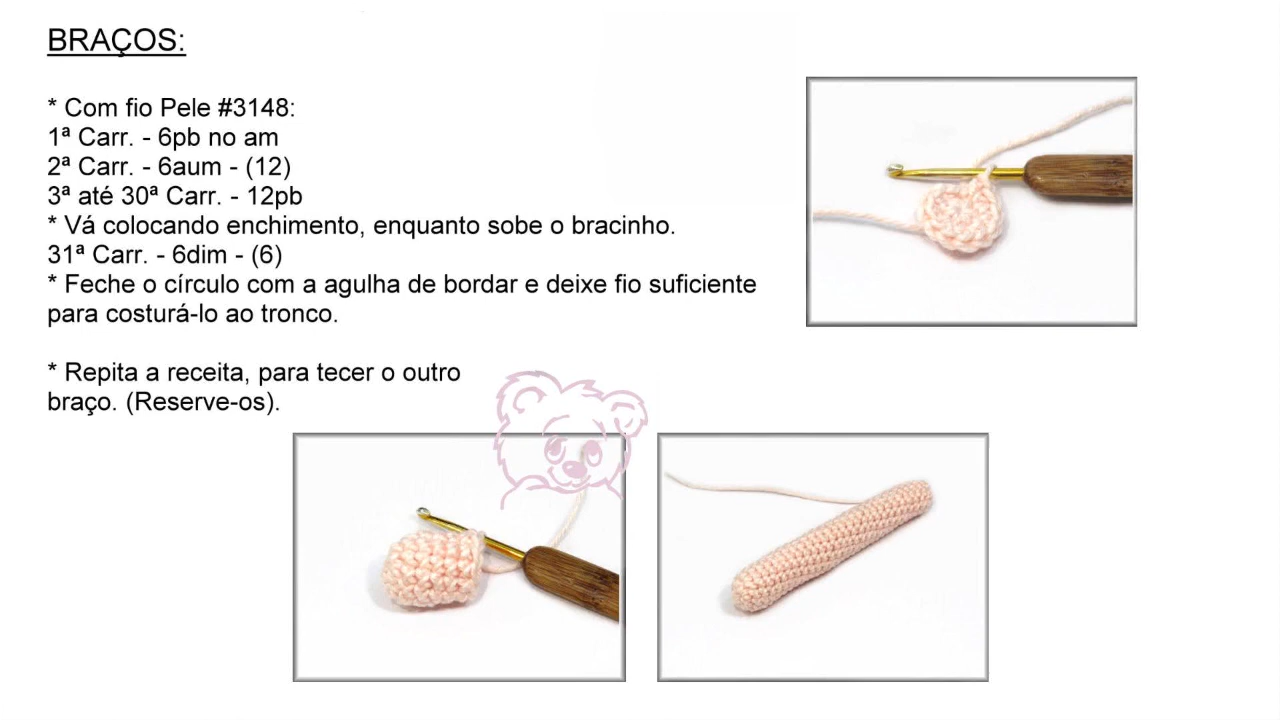 BRAÇOS:
* Com fio Pele #3148:
1ª Carr. - 6pb no am
2ª Carr. - 6aum - (12)
3ª até 30ª Carr. - 12pb
* Vá colocando enchimento, enquanto sobe o bracinho.
31ª Carr. - 6dim - (6)
* Feche o círculo com a agulha de bordar e deixe fio suficiente
para costurá-lo ao tronco.
* Repita a receita, para tecer o outro
braço. (Reserve-os).